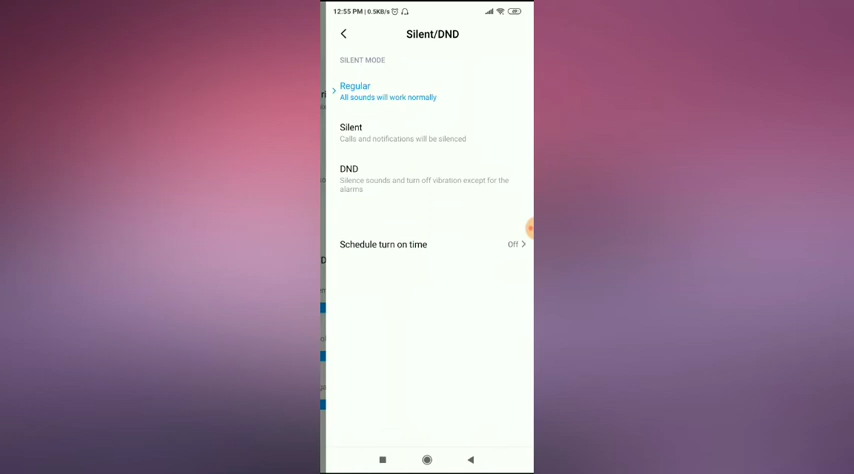 12:55 PM | 0.5KB/s
Silent/DND
SILENT MODE
Regular
All sounds will work normally
Silent
Calls and notifications will be silenced
DND
Silence sounds and turn off vibration except for the
alarms
Schedule turn on time
Off